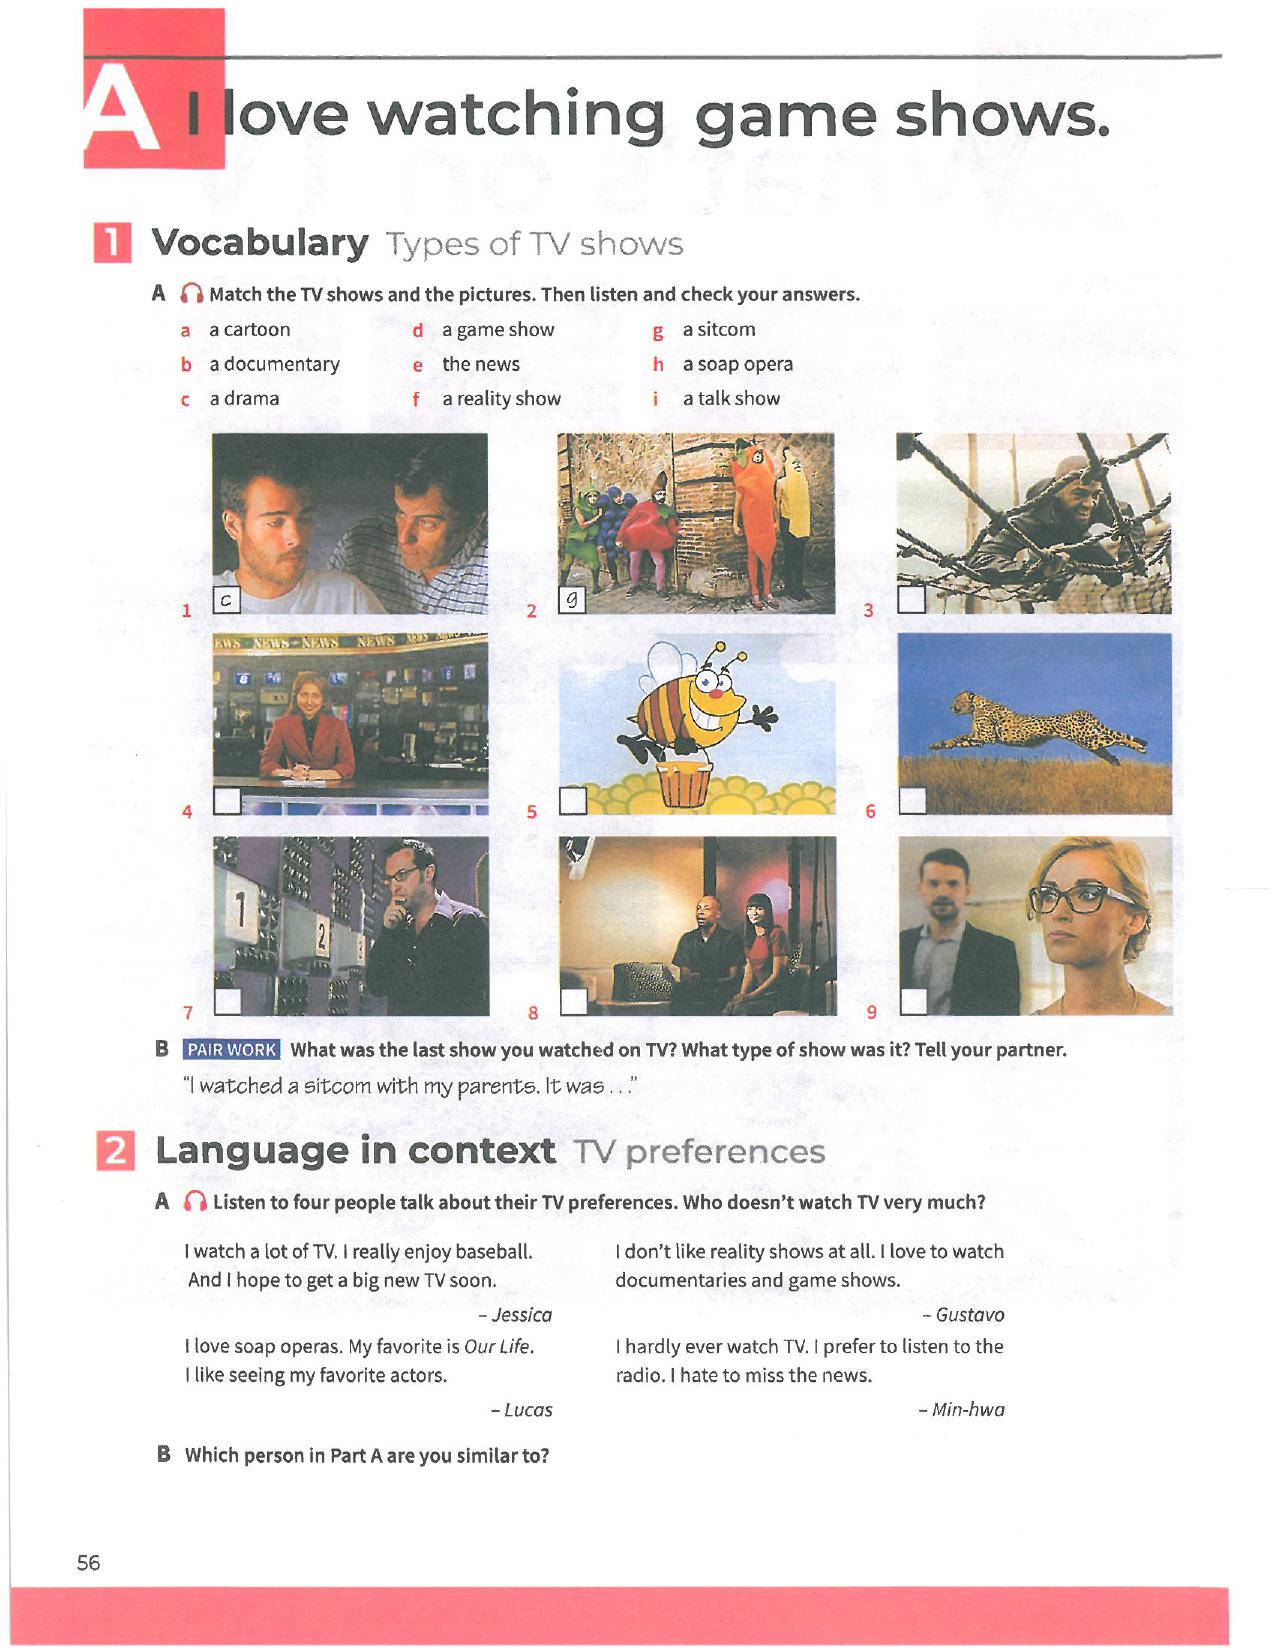 A I love watching game shows.
1 Vocabulary Types of TV shows
A Match the TV shows and the pictures. Then listen and check your answers.
a a cartoon d a game show g a sitcom
b a documentary e the news h a soap opera
c a drama f a reality show i a talk show
1 c 2 g 3
NEWS NEWS NEWS
4 5 6
1 2 3
7 8 9
B PAIR WORK What was the last show you watched on TV? What type of show was it? Tell your partner.
"I watched a sitcom with my parents. It was . . ."
2 Language in context TV preferences
A Listen to four people talk about their TV preferences. Who doesn't watch TV very much?
I watch a lot of TV. I really enjoy baseball.
And I hope to get a big new TV soon.
– Jessica
I love soap operas. My favorite is Our Life.
I like seeing my favorite actors.
– Lucas
I don't like reality shows at all. I love to watch
documentaries and game shows.
– Gustavo
I hardly ever watch TV. I prefer to listen to the
radio. I hate to miss the news.
– Min-hwa
B Which person in Part A are you similar to?
56